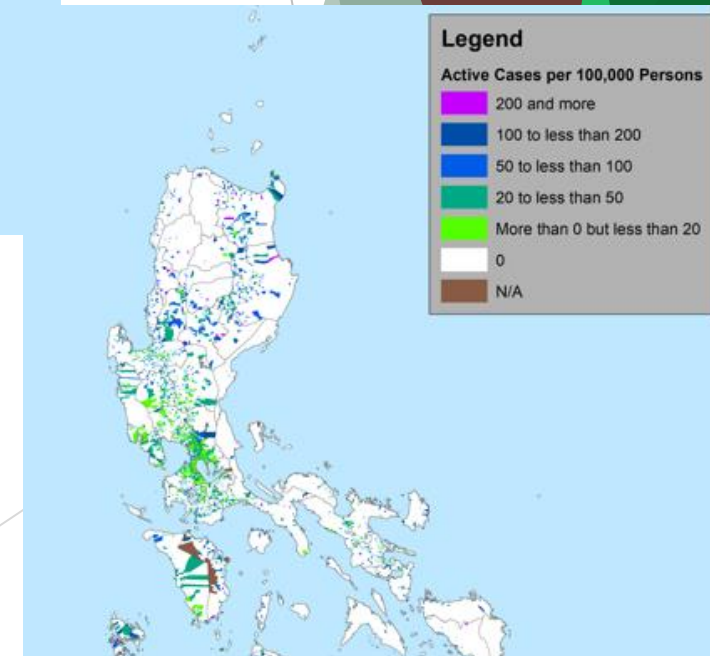 Legend
Active Cases per 100,000 Persons
200 and more
100 to less than 200
50 to less than 100
20 to less than 50
More than 0 but less than 20
0
N/A